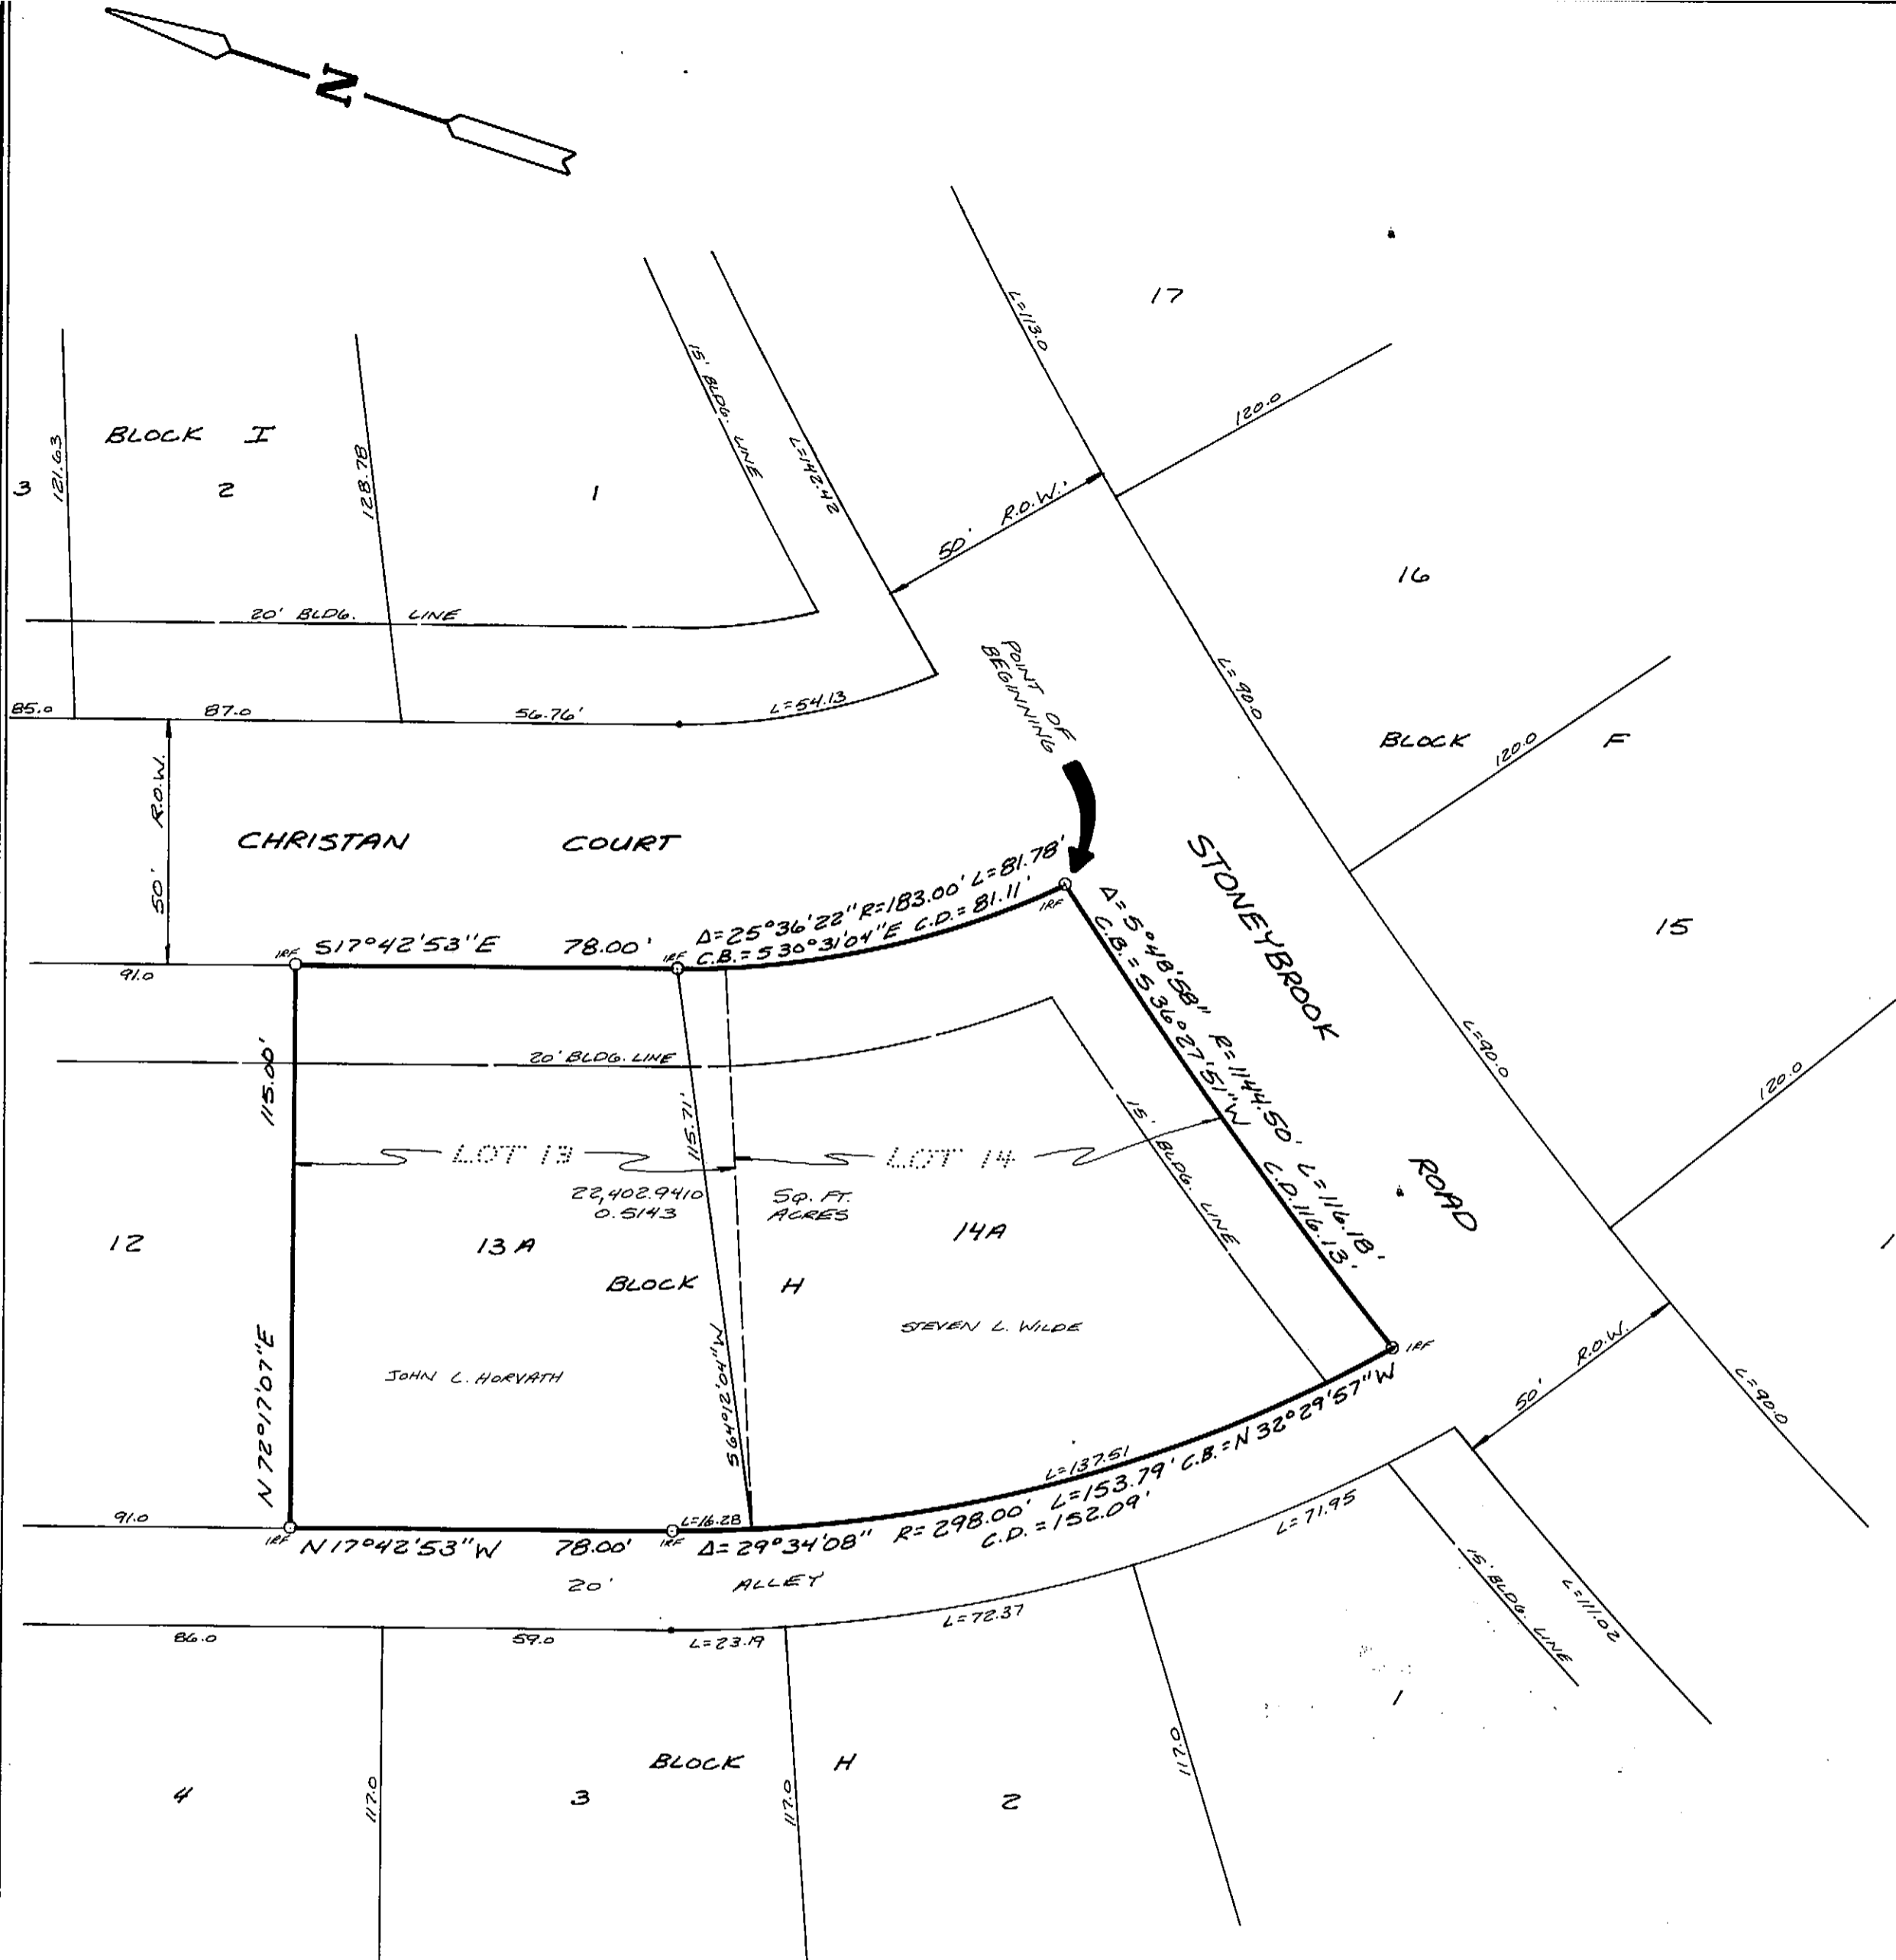 N
17
L=113.0
15' BLDG. LINE
L=142.42
120.0
BLOCK I
3
121.63
2
128.78
1
50' R.O.W.
16
20' BLDG. LINE
POINT OF
BEGINNING
L=90.0
85.0
87.0
56.76'
L=54.13
BLOCK F
120.0
50' R.O.W.
CHRISTAN COURT
STONEYBROOK ROAD
15
Δ=25°36'22" R=183.00' L=81.78'
C.B.=S30°31'04"E C.D.=81.11'
IRF
IRF S17°42'53"E 78.00' IRF
91.0
Δ=5°48'58" R=1144.50' L=116.18'
C.B.=S36°27'51"W C.D.116.13'
L=90.0
120.0
20' BLDG. LINE
115.00'
N72°17'07"E
115.71'
S64°12'04"W
15' BLDG. LINE
LOT 13
LOT 14
22,402.9410 SQ. FT.
0.5143 ACRES
12
13A
14A
1
BLOCK H
STEVEN L. WILDE
JOHN L. HORVATH
IRF
50' R.O.W.
L=90.0
L=137.51
91.0
L=16.28
IRF N17°42'53"W 78.00' IRF Δ=29°34'08" R=298.00' L=153.79' C.B.=N32°29'57"W
C.D.=152.09'
20' ALLEY
L=71.95
15' BLDG. LINE
L=111.02
86.0
59.0
L=23.19
L=72.37
1
BLOCK H
4
117.0
3
117.0
2
117.0